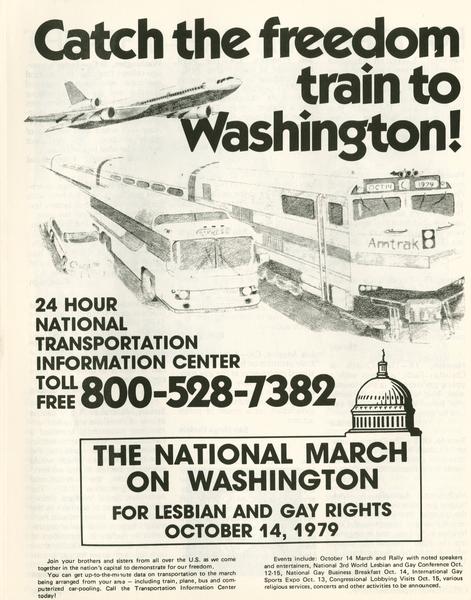 Catch the freedom
train to
Washington!
OCT 14 1979
EXPRESS
Amtrak
24 HOUR
NATIONAL
TRANSPORTATION
INFORMATION CENTER
TOLL
FREE 800-528-7382
THE NATIONAL MARCH
ON WASHINGTON
FOR LESBIAN AND GAY RIGHTS
OCTOBER 14, 1979
Join your brothers and sisters from all over the U.S. as we come
together in the nation's capital to demonstrate for our freedom.
You can get up-to-the-minute data on transportation to the march
being arranged from your area — including train, plane, bus and com-
puterized car-pooling. Call the Transportation Information Center
today!
Events include: October 14 March and Rally with noted speakers
and entertainers, National 3rd World Lesbian and Gay Conference Oct.
12-15, National Gay Business Breakfast Oct. 14, International Gay
Sports Expo Oct. 13, Congressional Lobbying Visits Oct. 15, various
religious services, concerts and other activities to be announced.